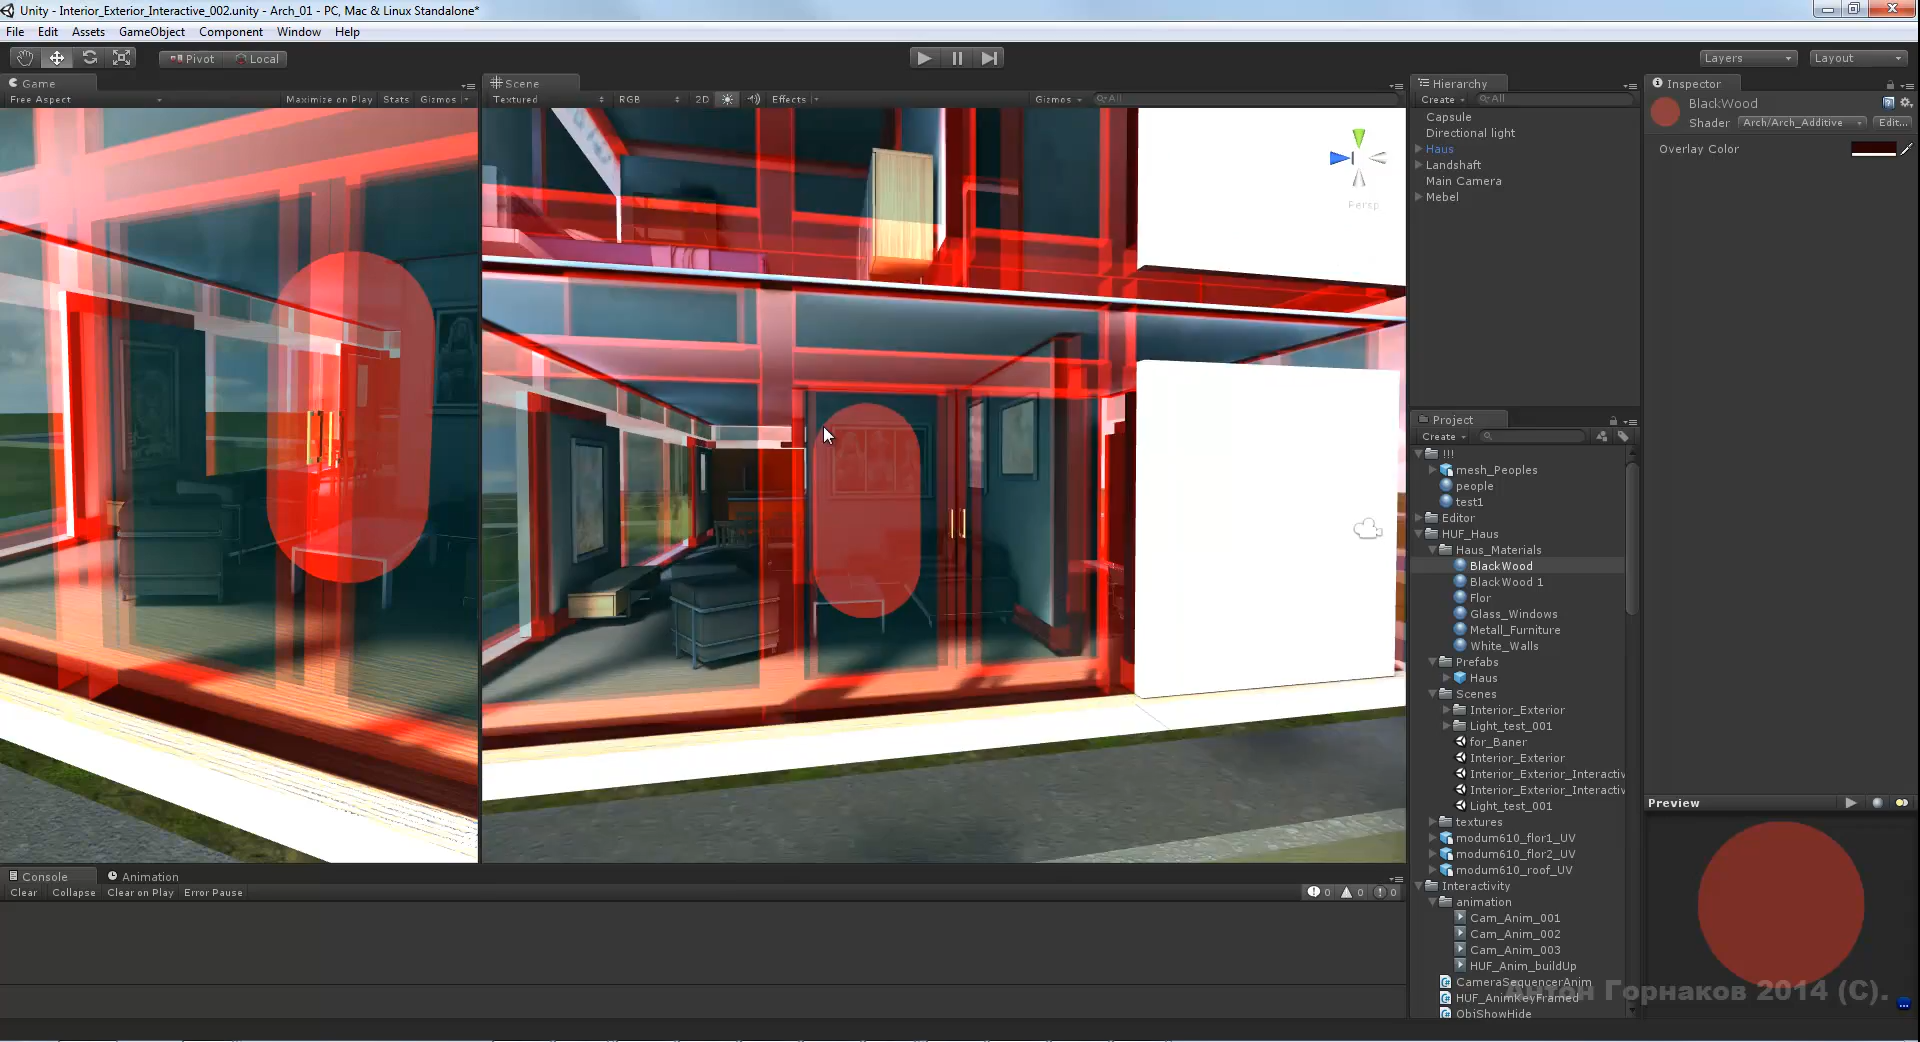 Unity - Interior_Exterior_Interactive_002.unity - Arch_01 - PC, Mac & Linux Standalone*
File Edit Assets GameObject Component Window Help
Pivot Local Layers Layout
Game Scene Hierarchy Inspector
Free Aspect Maximize on Play Stats Gizmos Textured RGB 2D Effects Gizmos All Create All
BlackWood
Shader Arch/Arch_Additive Edit...
Overlay Color
Capsule
Directional light
Haus
Landshaft
Main Camera
Mebel
Persp
Project
Create
!!!
mesh_Peoples
people
test1
Editor
HUF_Haus
Haus_Materials
BlackWood
BlackWood 1
Flor
Glass_Windows
Metall_Furniture
White_Walls
Prefabs
Haus
Scenes
Interior_Exterior
Light_test_001
for_Baner
Interior_Exterior
Interior_Exterior_Interactiv
Interior_Exterior_Interactiv
Light_test_001
textures
modum610_flor1_UV
modum610_flor2_UV
modum610_roof_UV
Interactivity
animation
Cam_Anim_001
Cam_Anim_002
Cam_Anim_003
HUF_Anim_buildUp
CameraSequencerAnim
HUF_AnimKeyFramed
ObjShowHide
Preview
Console Animation
Clear Collapse Clear on Play Error Pause 0 0 0
Антон Горнаков 2014 (C).